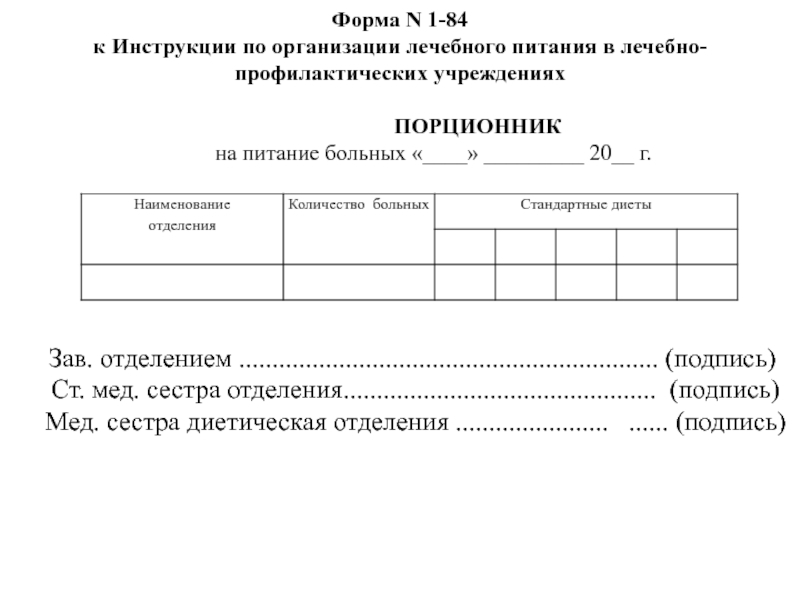 Форма N 1-84
к Инструкции по организации лечебного питания в лечебно-
профилактических учреждениях
ПОРЦИОННИК
на питание больных «____» _________ 20__ г.
Наименование
отделения
Количество больных
Стандартные диеты
Зав. отделением ............................................................... (подпись)
Ст. мед. сестра отделения............................................... (подпись)
Мед. сестра диетическая отделения ....................... ...... (подпись)